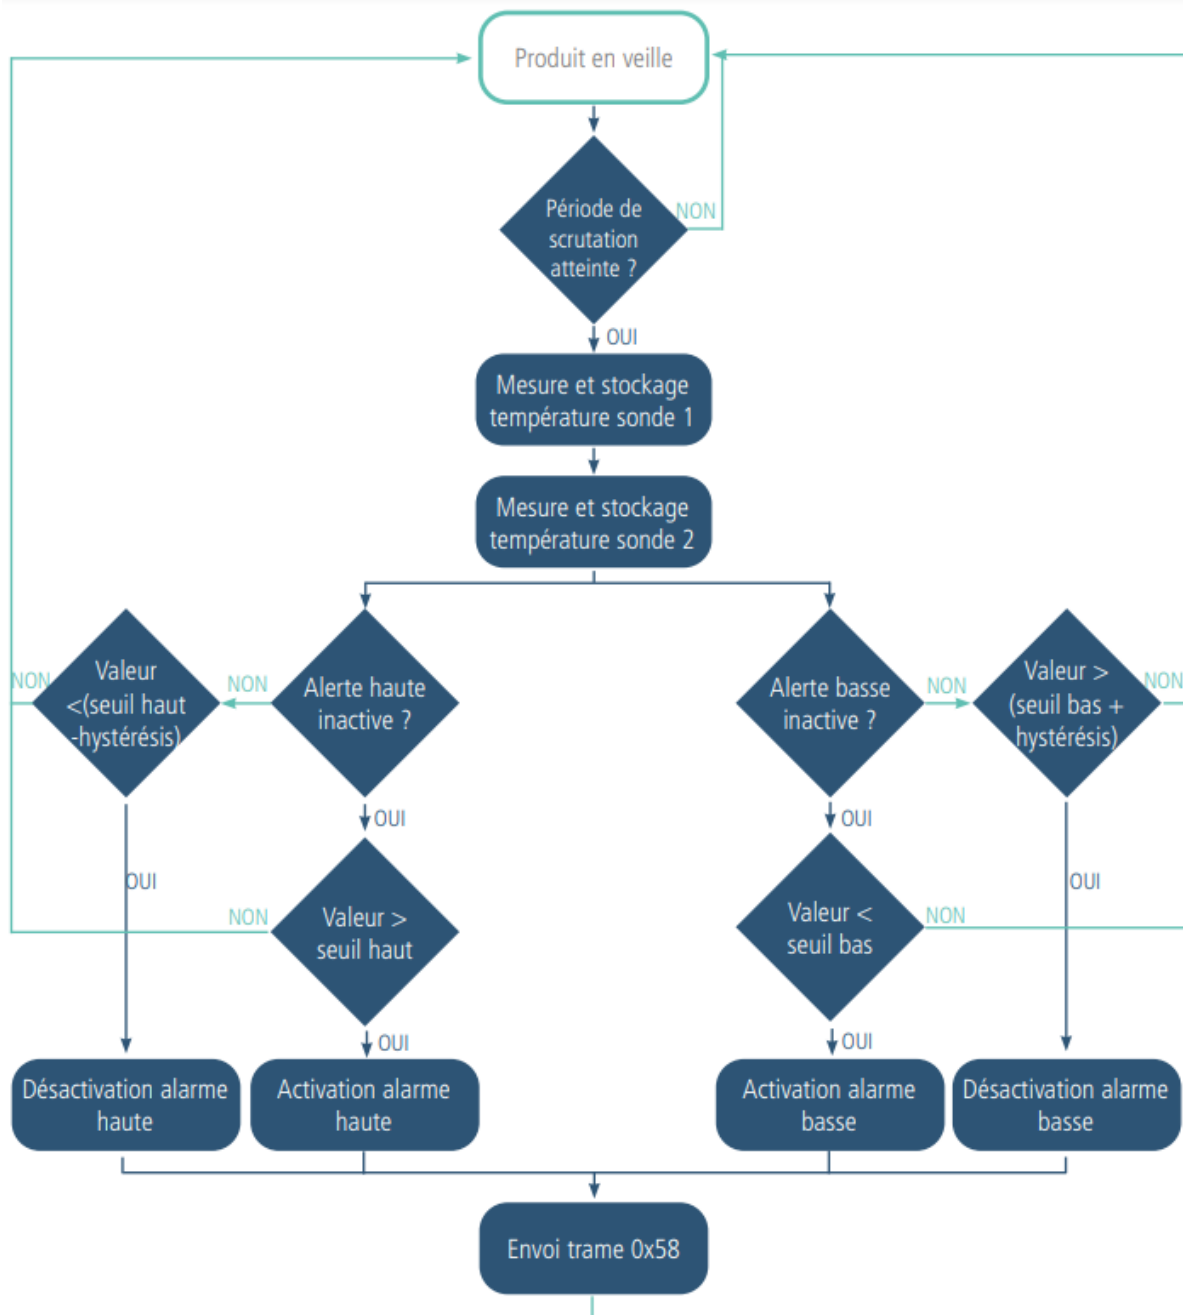 Produit en veille
Période de
scrutation
atteinte ?
NON
OUI
Mesure et stockage
température sonde 1
Mesure et stockage
température sonde 2
NON
Valeur
<(seuil haut
-hystérésis)
NON
Alerte haute
inactive ?
Alerte basse
inactive ?
NON
Valeur >
(seuil bas +
hystérésis)
NON
OUI
OUI
OUI
OUI
NON
Valeur >
seuil haut
Valeur <
seuil bas
NON
OUI
OUI
Désactivation alarme
haute
Activation alarme
haute
Activation alarme
basse
Désactivation alarme
basse
Envoi trame 0x58